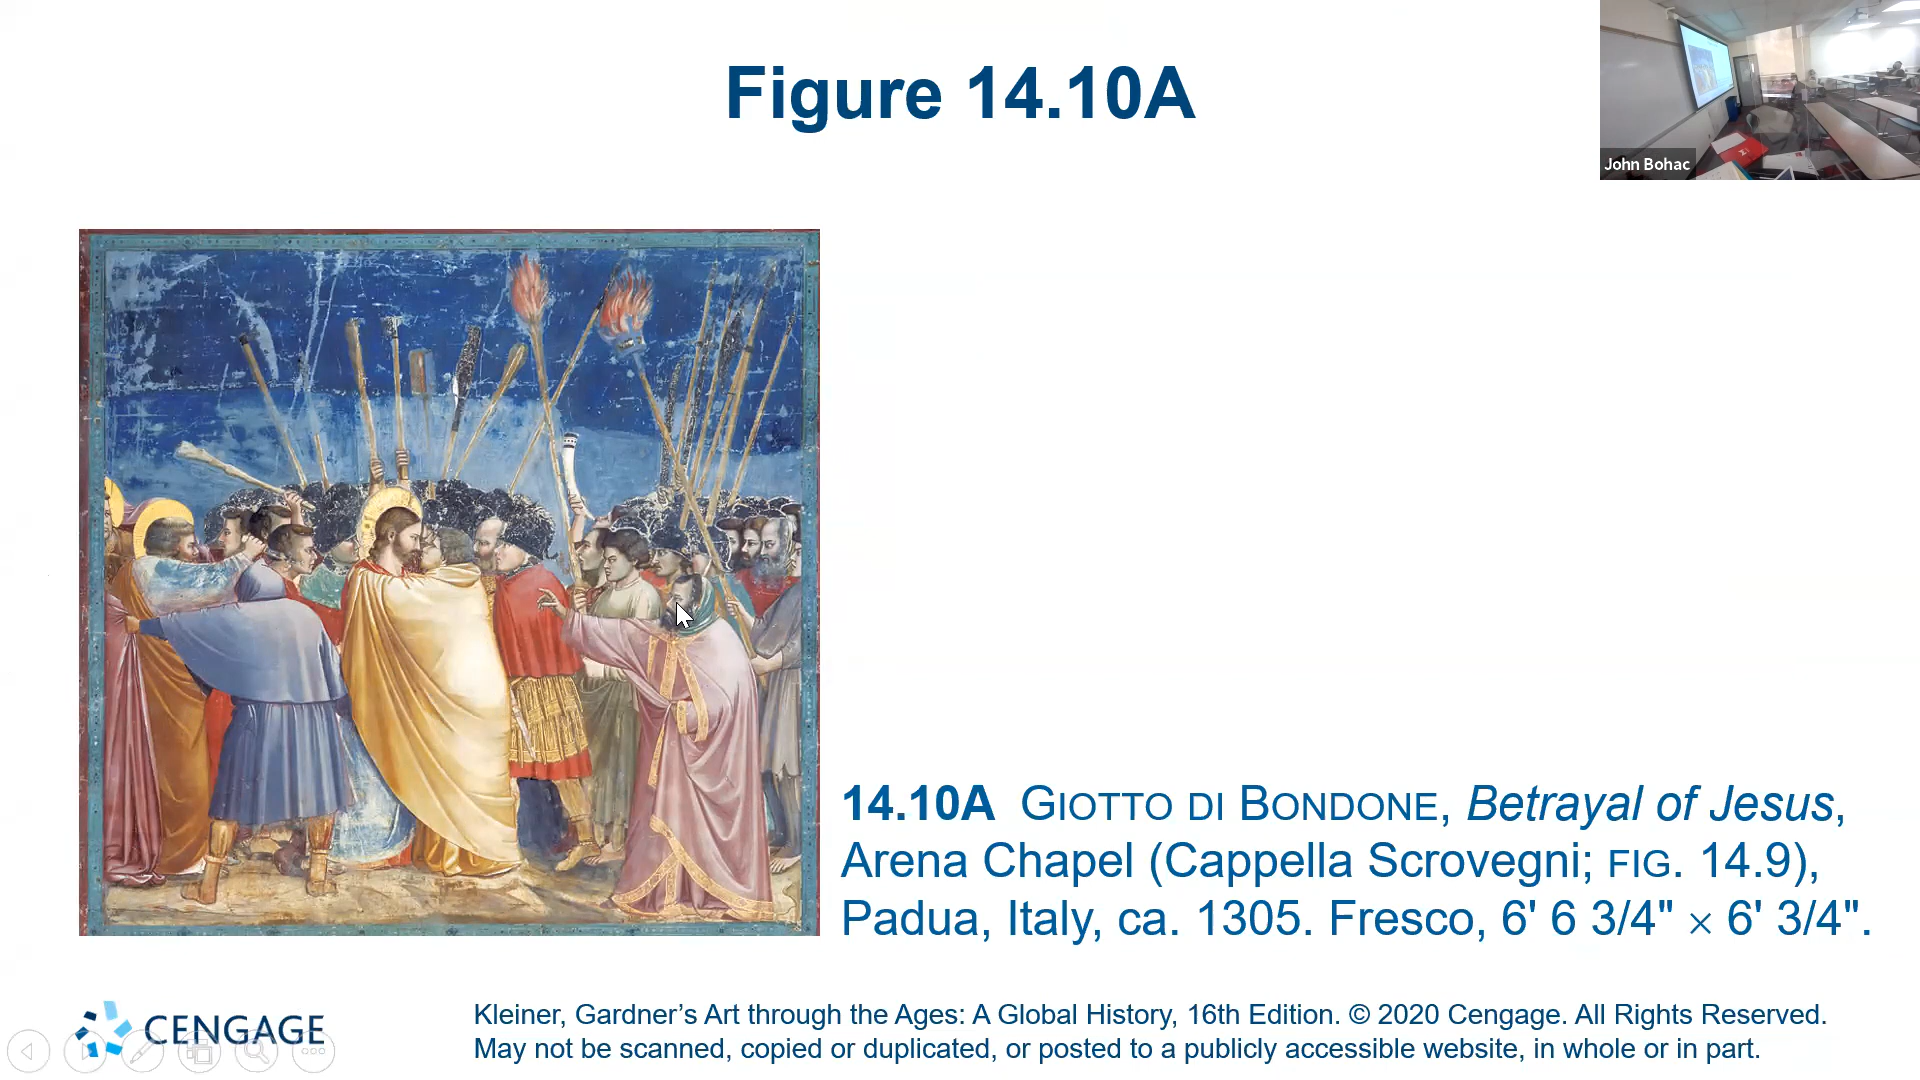 Figure 14.10A
John Bohac
14.10A GIOTTO DI BONDONE, Betrayal of Jesus,
Arena Chapel (Cappella Scrovegni; FIG. 14.9),
Padua, Italy, ca. 1305. Fresco, 6' 6 3/4" × 6' 3/4".
CENGAGE
Kleiner, Gardner’s Art through the Ages: A Global History, 16th Edition. © 2020 Cengage. All Rights Reserved.
May not be scanned, copied or duplicated, or posted to a publicly accessible website, in whole or in part.